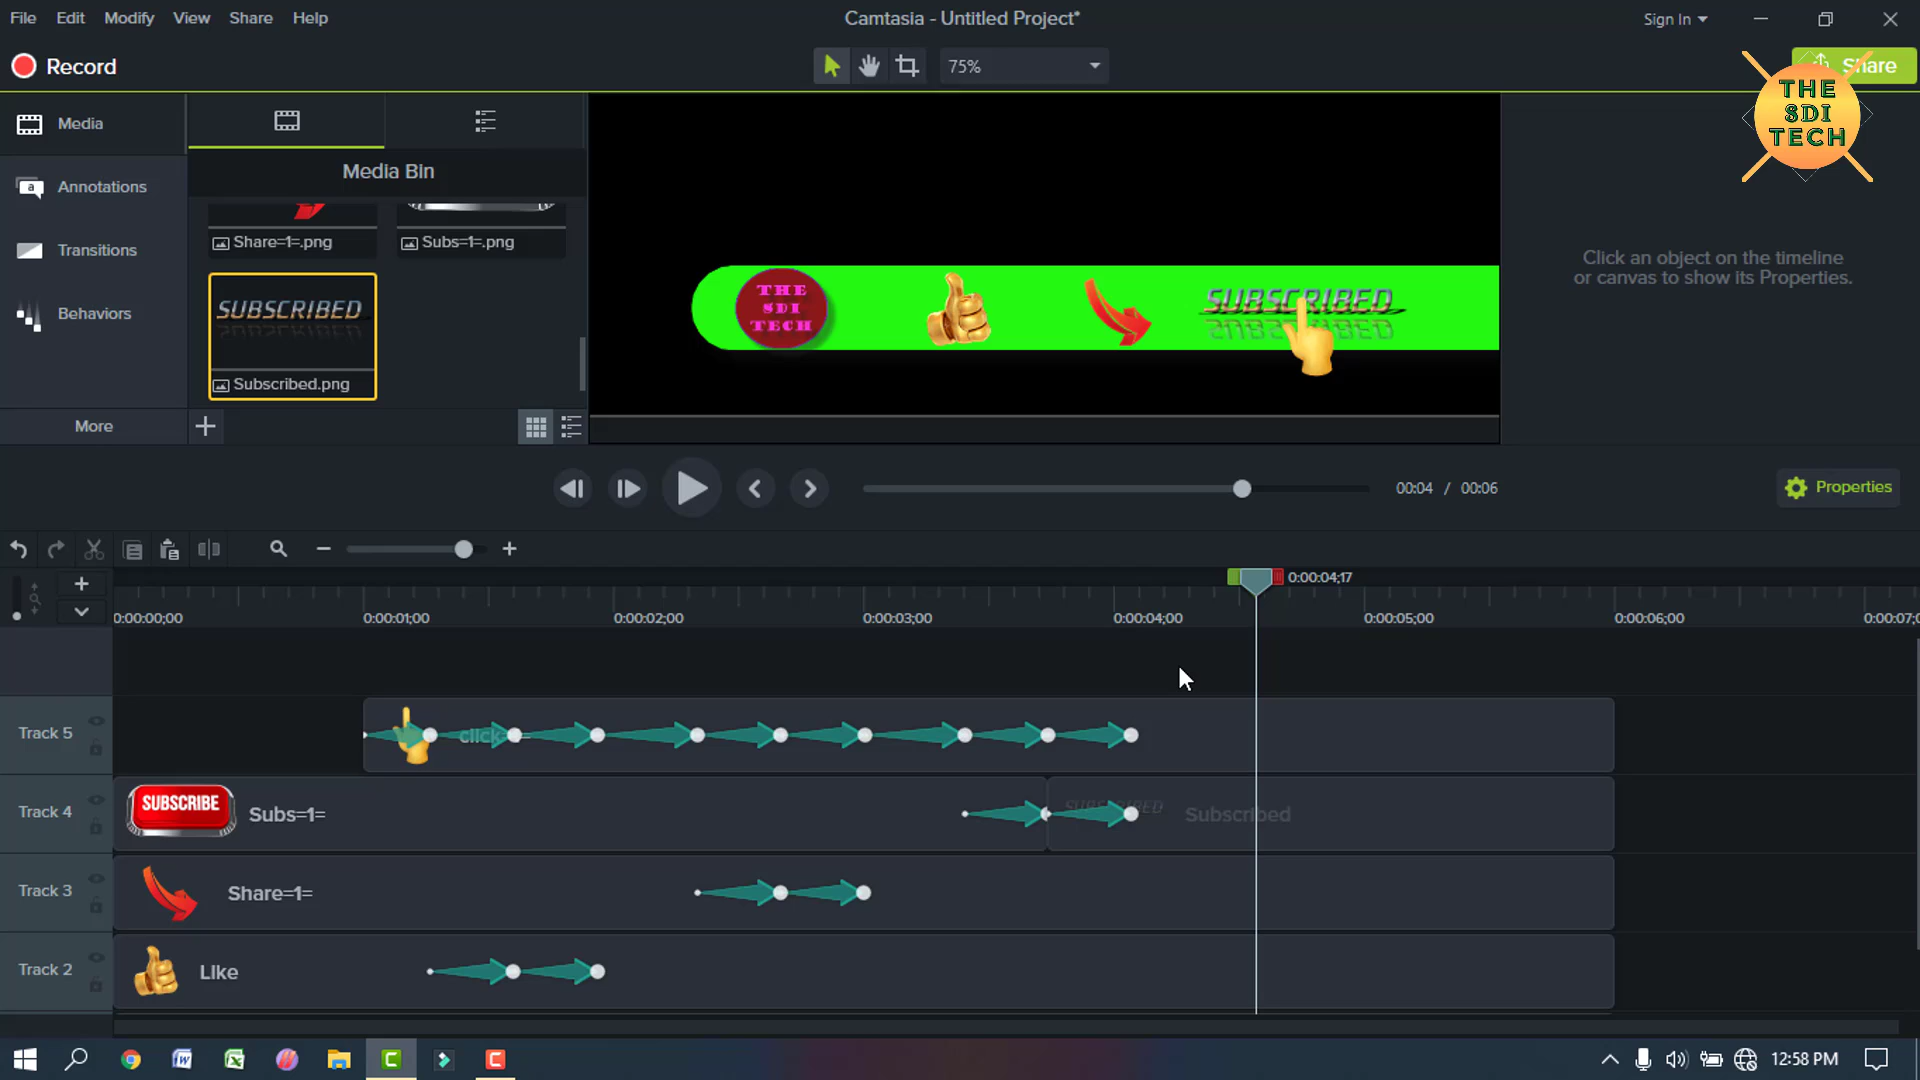 File Edit Modify View Share Help
Camtasia - Untitled Project*
Sign In
Record
75%
Share
THE
SDI
TECH
Media
Annotations
Transitions
Behaviors
More
Media Bin
Share=1=.png
Subs=1=.png
SUBSCRIBED
Subscribed.png
THE
SDI
TECH
SUBSCRIBED
Click an object on the timeline
or canvas to show its Properties.
00:04 / 00:06
Properties
0:00:04;17
0:00:00;00 0:00:01;00 0:00:02;00 0:00:03;00 0:00:04;00 0:00:05;00 0:00:06;00 0:00:07;
Track 5
Track 4
SUBSCRIBE
Subs=1=
SUBSCRIBED
Subscribed
Track 3
Share=1=
Track 2
Like
12:58 PM